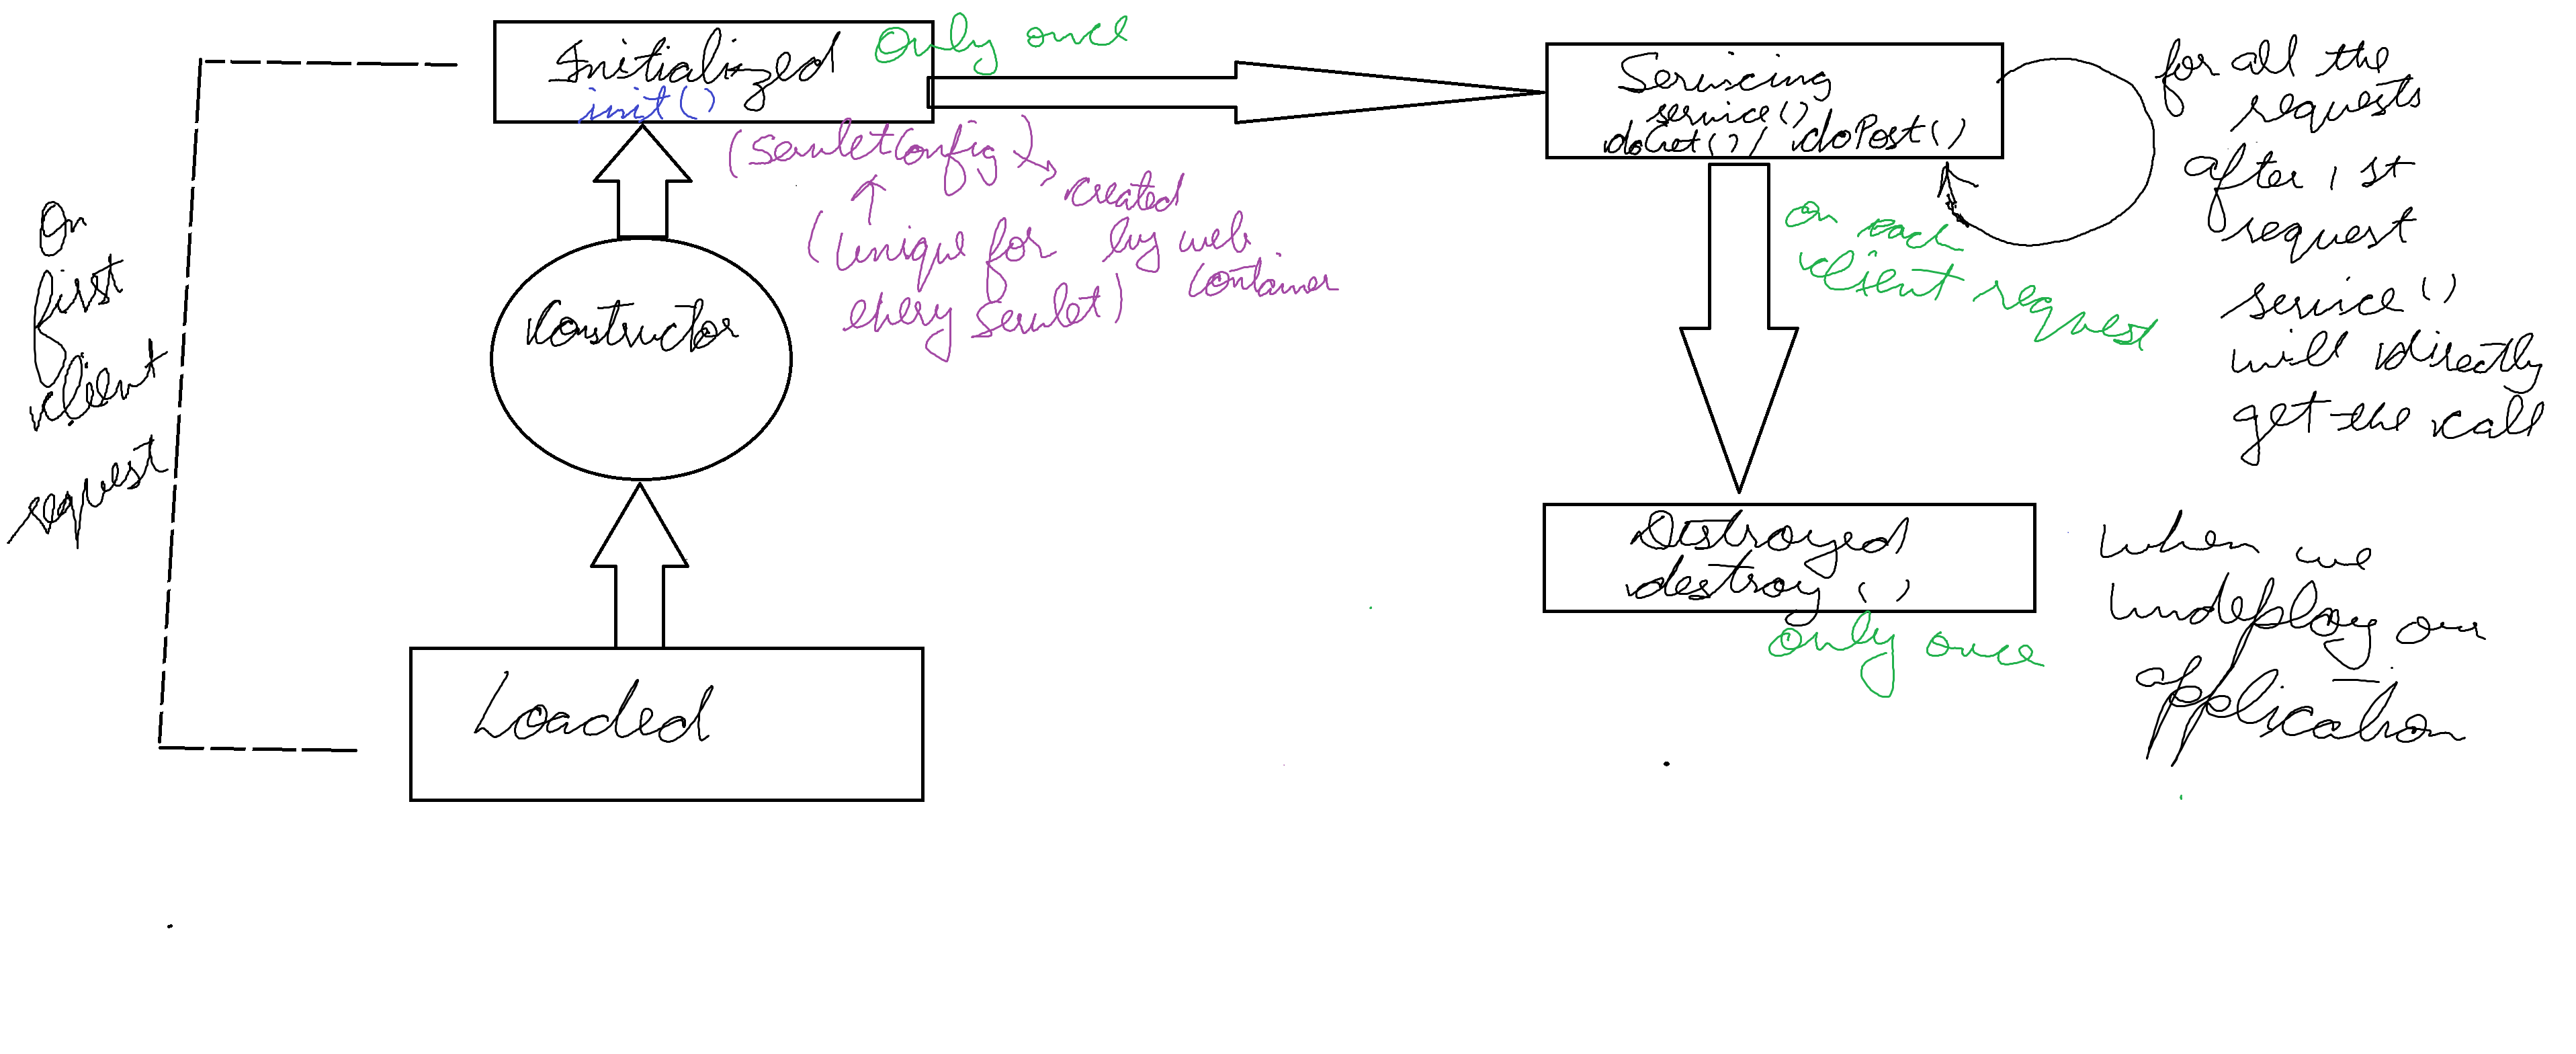 On
first
client
request
Initialized
init()
Only once
(ServletConfig)
created
by web
container
(unique for
every Servlet)
Constructor
Loaded
Servicing
service()
doGet()/ doPost()
on each
client request
for all the
requests
after 1st
request
service()
will directly
get the call
Destroyed
destroy()
only once
when we
undeploy our
application